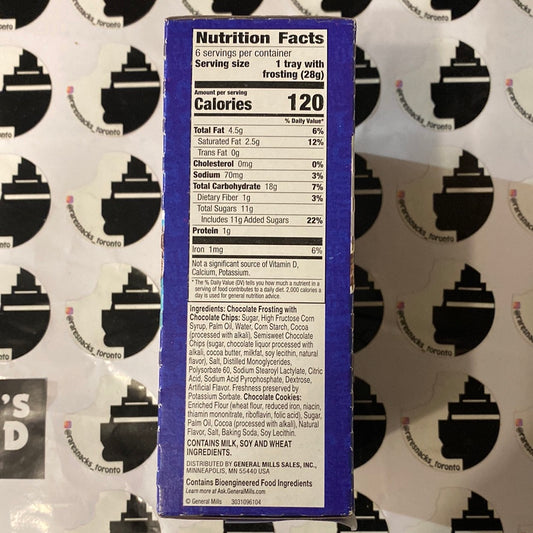 Nutrition Facts
6 servings per container
Serving size 1 tray with
frosting (28g)
Amount per serving
Calories 120
% Daily Value*
Total Fat 4.5g 6%
Saturated Fat 2.5g 12%
Trans Fat 0g
Cholesterol 0mg 0%
Sodium 70mg 3%
Total Carbohydrate 18g 7%
Dietary Fiber 1g 3%
Total Sugars 11g
Includes 11g Added Sugars 22%
Protein 1g
Iron 1mg 6%
Not a significant source of Vitamin D,
Calcium, Potassium.
* The % Daily Value (DV) tells you how much a nutrient in a
serving of food contributes to a daily diet. 2,000 calories a
day is used for general nutrition advice.
Ingredients: Chocolate Frosting with
Chocolate Chips: Sugar, High Fructose Corn
Syrup, Palm Oil, Water, Corn Starch, Cocoa
(processed with alkali), Semisweet Chocolate
Chips (sugar, chocolate liquor processed with
alkali, cocoa butter, milkfat, soy lecithin, natural
flavor), Salt, Distilled Monoglycerides,
Polysorbate 60, Sodium Stearoyl Lactylate, Citric
Acid, Sodium Acid Pyrophosphate, Dextrose,
Artificial Flavor. Freshness preserved by
Potassium Sorbate. Chocolate Cookies:
Enriched Flour (wheat flour, reduced iron, niacin,
thiamin mononitrate, riboflavin, folic acid), Sugar,
Palm Oil, Cocoa (processed with alkali), Natural
Flavor, Salt, Baking Soda, Soy Lecithin.
CONTAINS MILK, SOY AND WHEAT
INGREDIENTS.
DISTRIBUTED BY GENERAL MILLS SALES, INC.,
MINNEAPOLIS, MN 55440 USA
Contains Bioengineered Food Ingredients
Learn more at Ask.GeneralMills.com
© General Mills 3031096104
@raresnacks_toronto
@raresnacks_toronto
@raresnacks_toronto
@raresnacks_toronto
'S
D